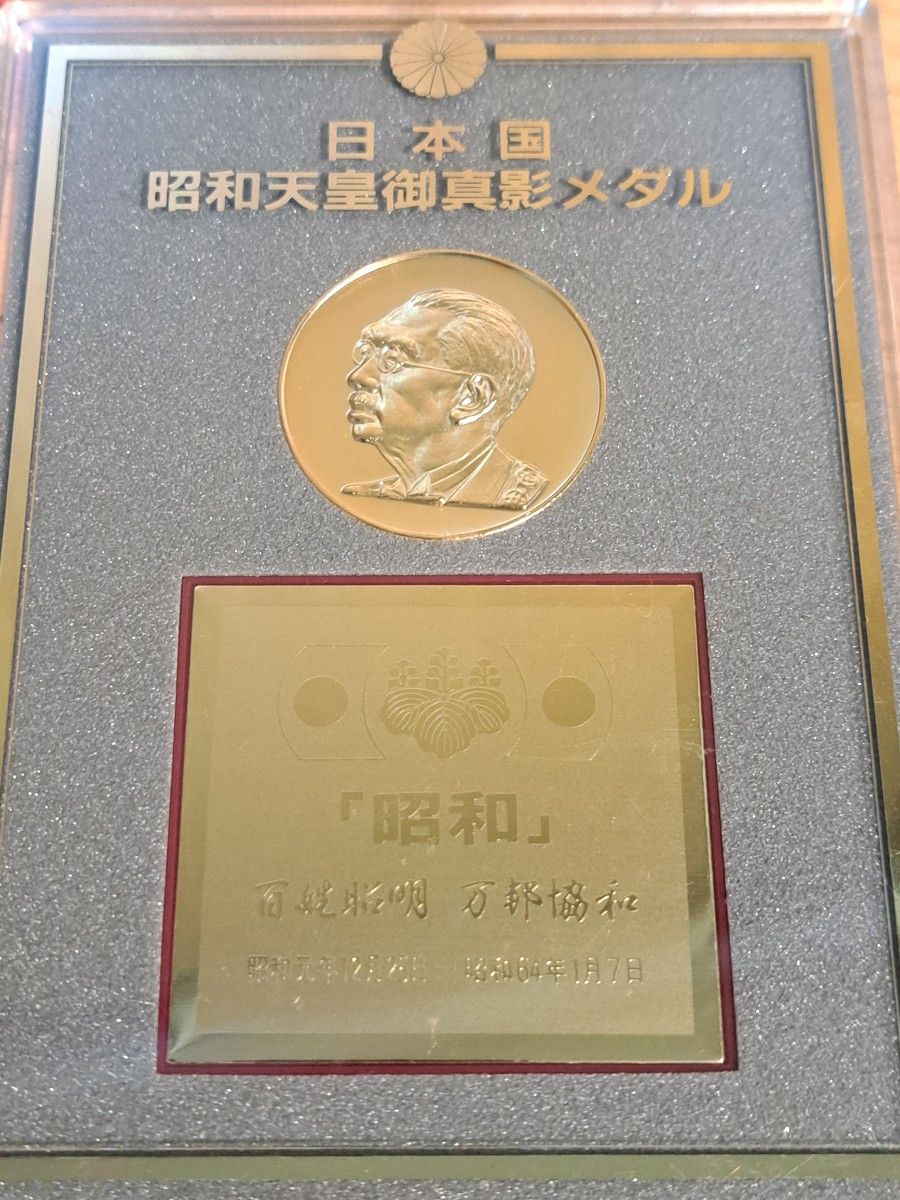 日本国
昭和天皇御真影メダル
「昭和」
百姓昭明 万邦協和
昭和元年12月25日 昭和64年1月7日